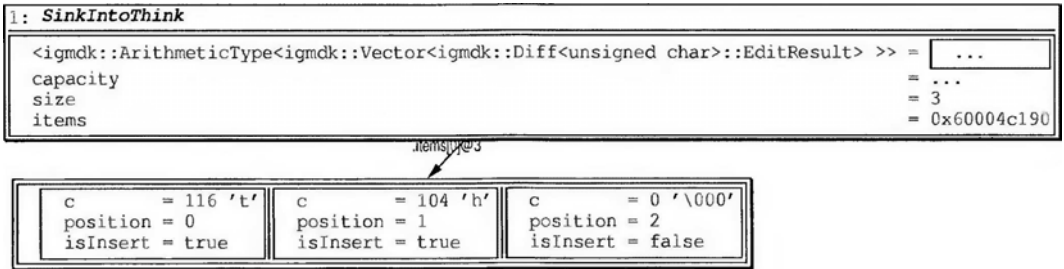 1: SinkIntoThink
<igmdk::ArithmeticType<igmdk::Vector<igmdk::Diff<unsigned char>::EditResult> >> = ...
capacity = ...
size = 3
items = 0x60004c190
c = 116 't' c = 104 'h' c = 0 '\000'
position = 0 position = 1 position = 2
isInsert = true isInsert = true isInsert = false